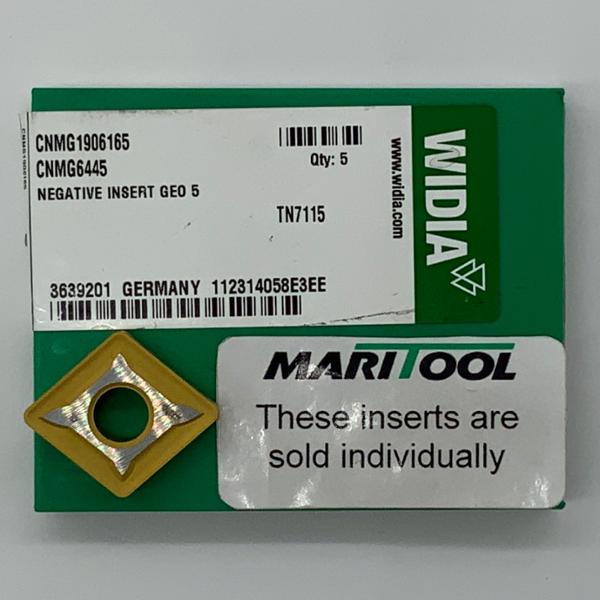 CNMG1906165
CNMG6445
NEGATIVE INSERT GEO 5
Qty: 5
TN7115
3639201 GERMANY 112314058E3EE
CNMG1906165
www.widia.com
WIDIA
MARITOOL
These inserts are
sold individually